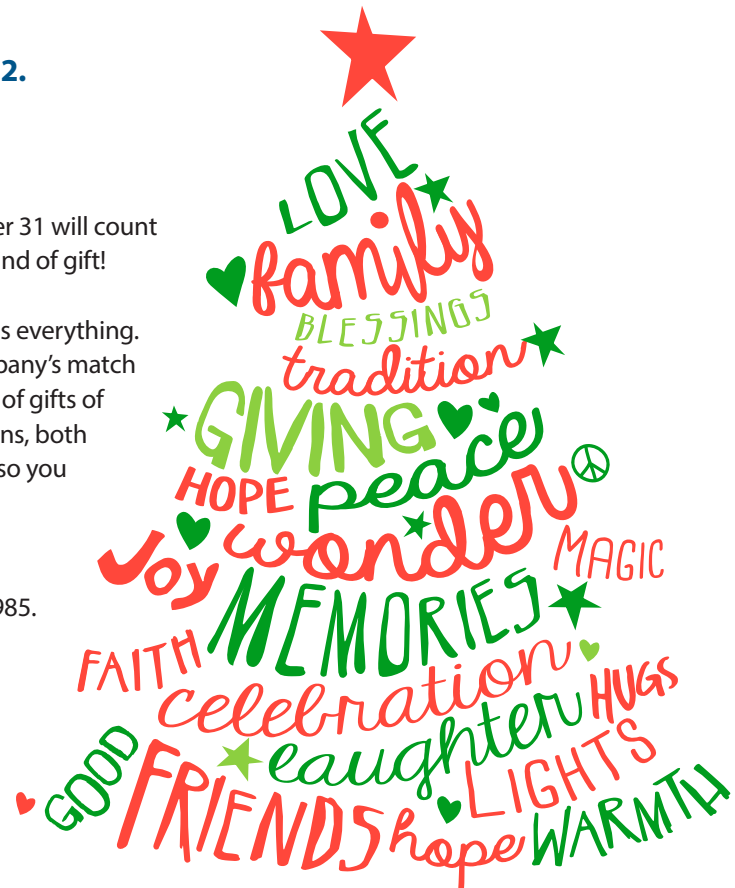 2.
er 31 will count
nd of gift!
s everything.
pany’s match
of gifts of
ns, both
so you
985.
LOVE
family
BLESSINGS
tradition
GIVING
HOPE peace
Joy wonder
MAGIC
MEMORIES
FAITH
celebration
HUGS
laughter
GOOD
FRIENDS
LIGHTS
hope
WARMTH